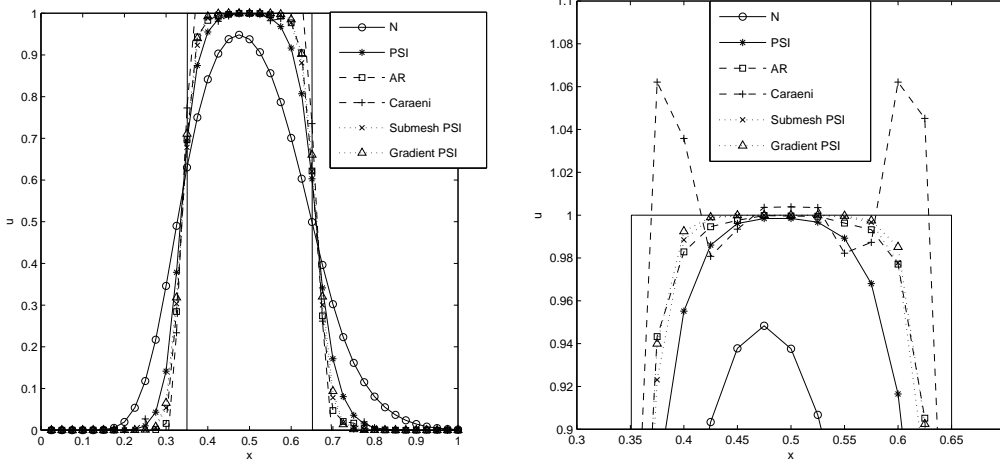 1
0.9
0.8
0.7
0.6
0.5
0.4
0.3
0.2
0.1
0
u
0 0.1 0.2 0.3 0.4 0.5 0.6 0.7 0.8 0.9 1
x
N
PSI
AR
Caraeni
Submesh PSI
Gradient PSI
1.1
1.08
1.06
1.04
1.02
1
0.98
0.96
0.94
0.92
0.9
u
0.3 0.35 0.4 0.45 0.5 0.55 0.6 0.65
x
N
PSI
AR
Caraeni
Submesh PSI
Gradient PSI